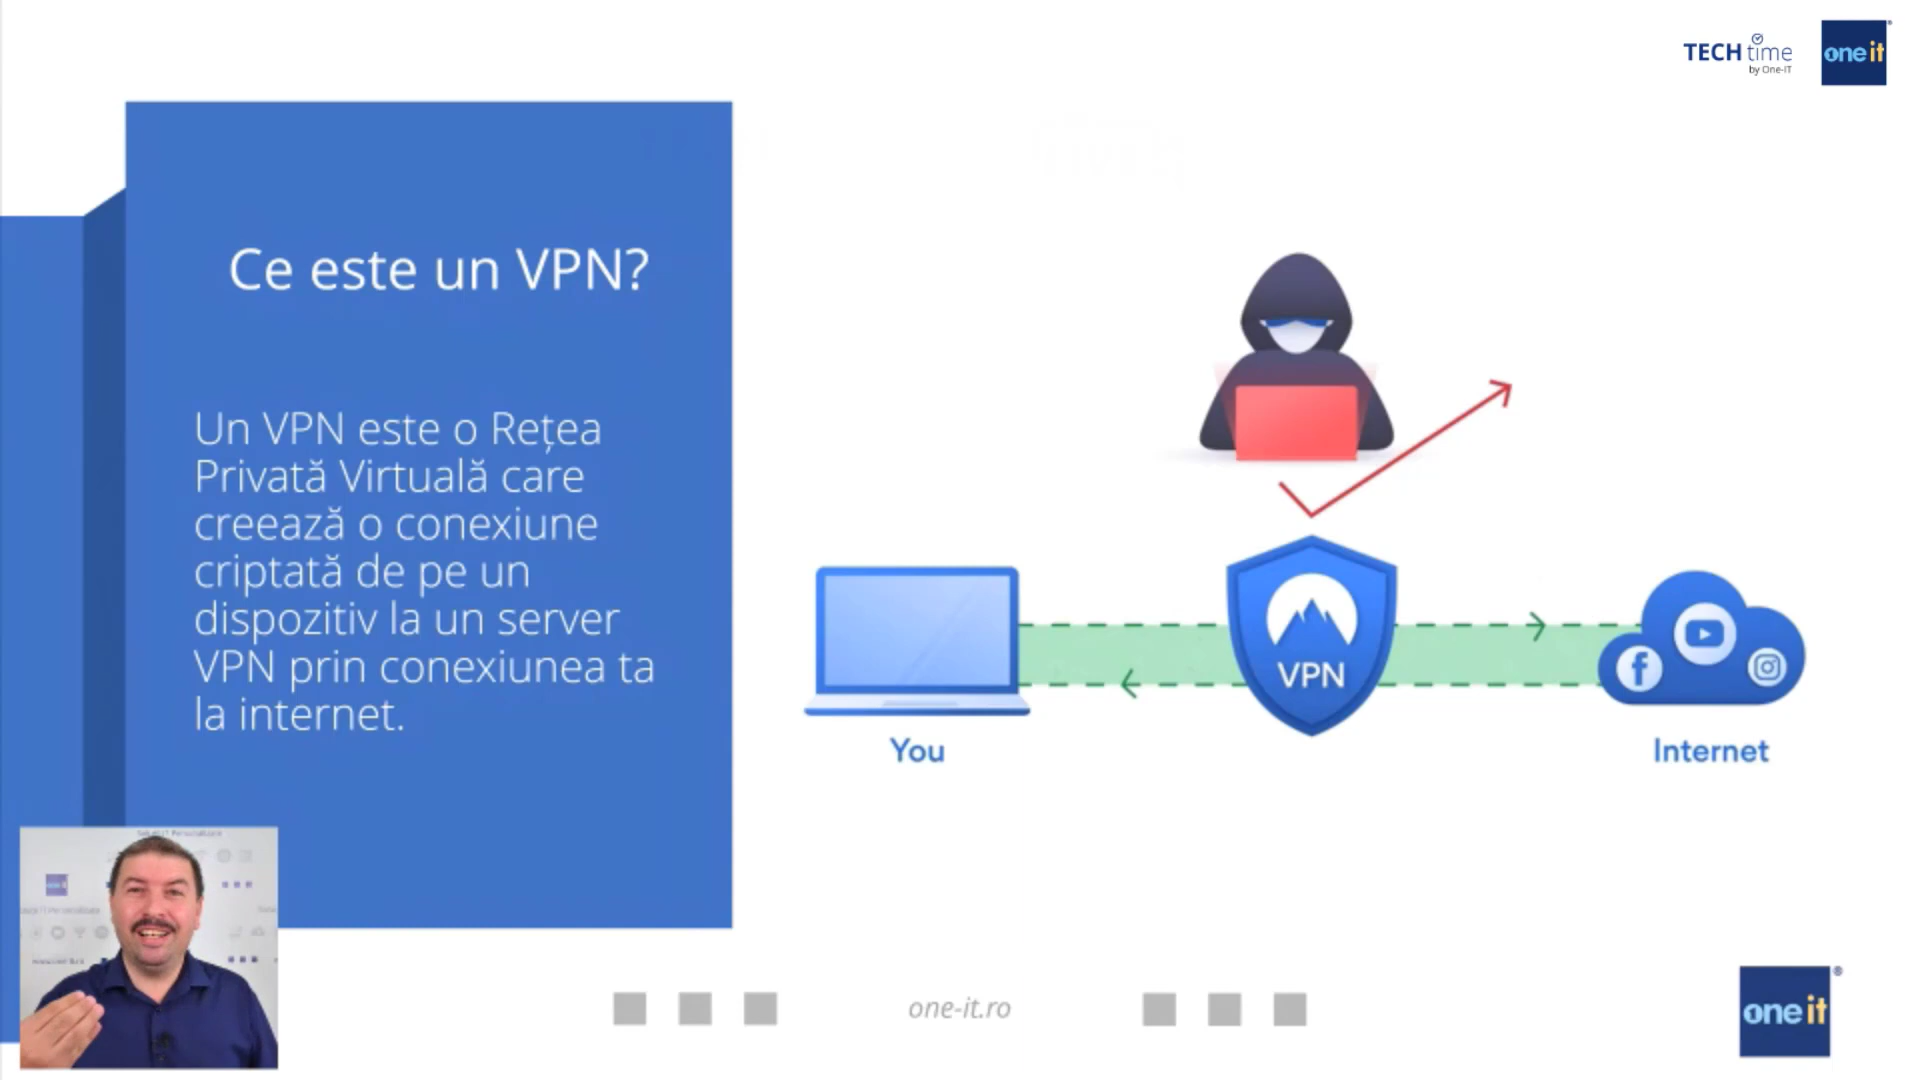 TECH time
by One-IT
one it
Ce este un VPN?
Un VPN este o Rețea
Privată Virtuală care
creează o conexiune
criptată de pe un
dispozitiv la un server
VPN prin conexiunea ta
la internet.
VPN
You
Internet
one-it.ro
one it